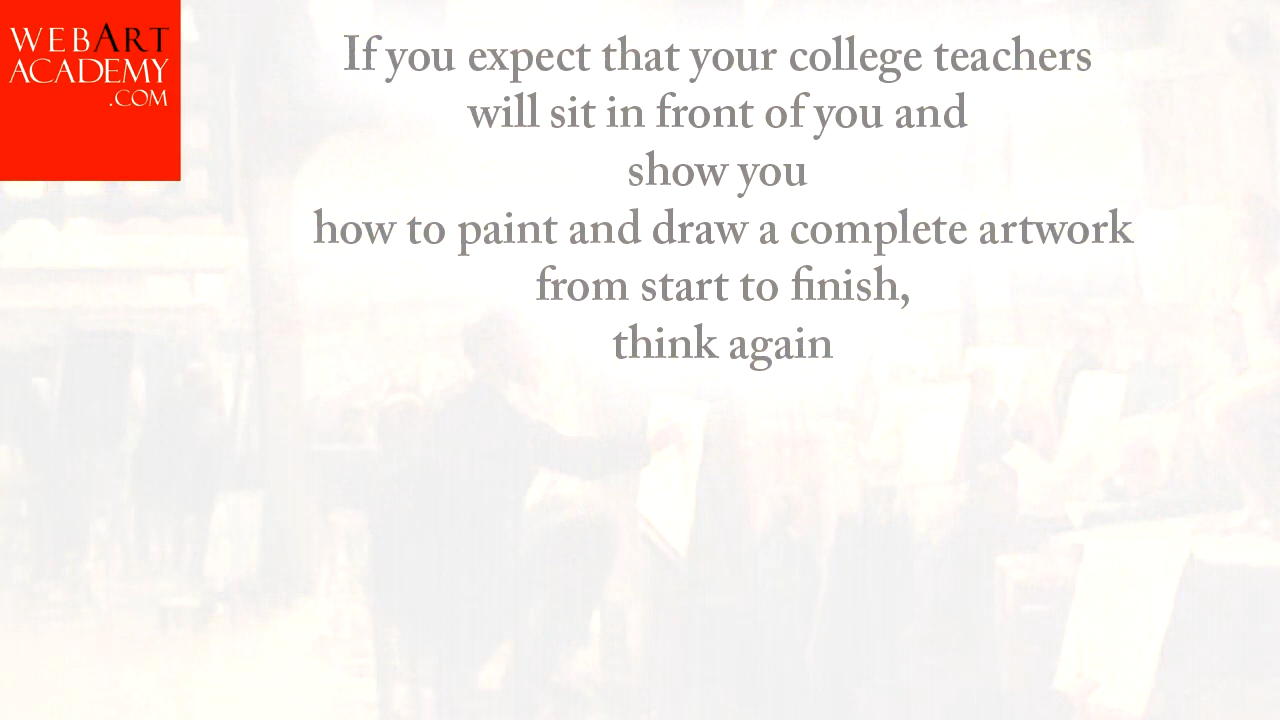 WEBART
ACADEMY
.COM
If you expect that your college teachers
will sit in front of you and
show you
how to paint and draw a complete artwork
from start to finish,
think again